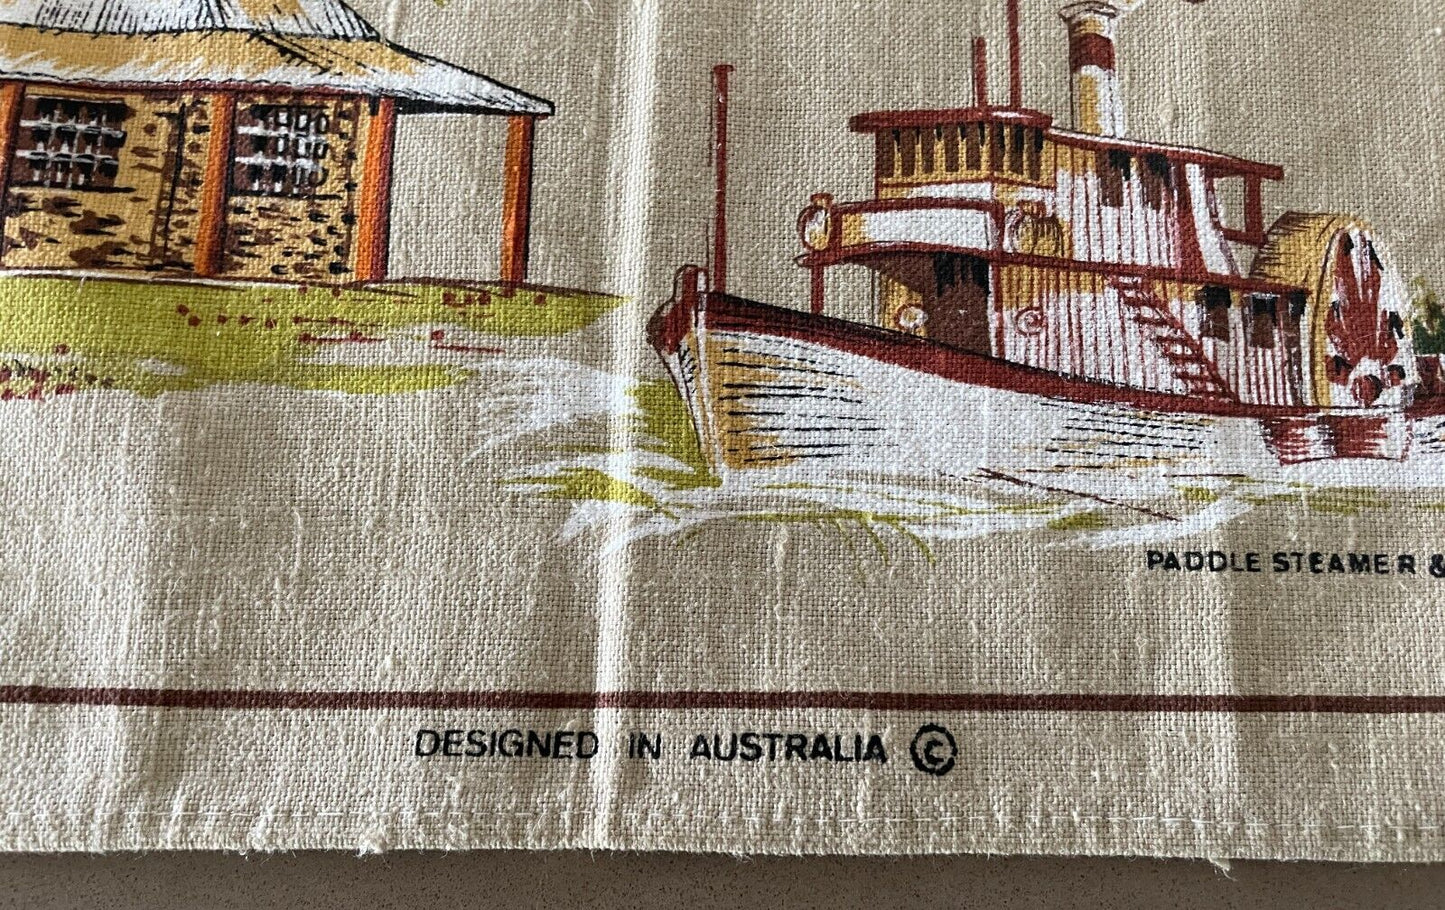 PADDLE STEAMER &
DESIGNED IN AUSTRALIA ©